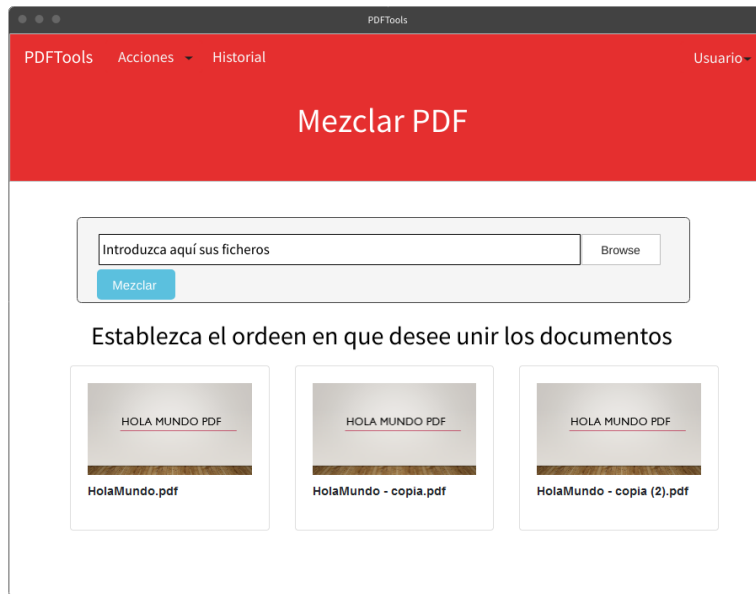 PDFTools
PDFTools Acciones Historial Usuario
Mezclar PDF
Introduzca aquí sus ficheros Browse
Mezclar
Establezca el ordeen en que desee unir los documentos
HOLA MUNDO PDF HOLA MUNDO PDF HOLA MUNDO PDF
HolaMundo.pdf HolaMundo - copia.pdf HolaMundo - copia (2).pdf